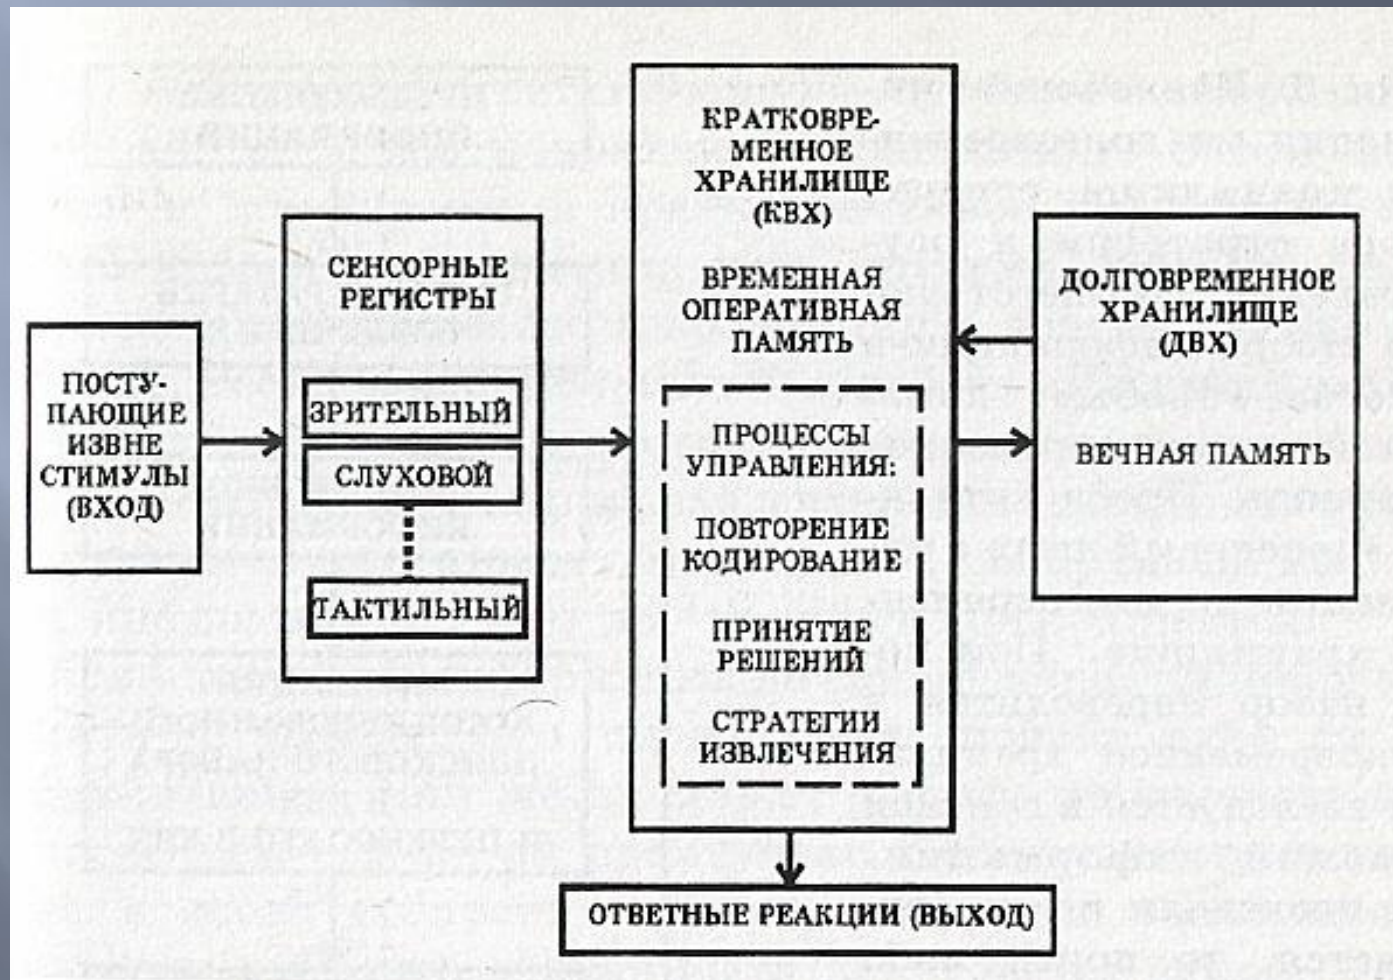 ПОСТУ-
ПАЮЩИЕ
ИЗВНЕ
СТИМУЛЫ
(ВХОД)
СЕНСОРНЫЕ
РЕГИСТРЫ
ЗРИТЕЛЬНЫЙ
СЛУХОВОЙ
ТАКТИЛЬНЫЙ
КРАТКОВРЕ-
МЕННОЕ
ХРАНИЛИЩЕ
(КВХ)
ВРЕМЕННАЯ
ОПЕРАТИВНАЯ
ПАМЯТЬ
ПРОЦЕССЫ
УПРАВЛЕНИЯ:
ПОВТОРЕНИЕ
КОДИРОВАНИЕ
ПРИНЯТИЕ
РЕШЕНИЙ
СТРАТЕГИИ
ИЗВЛЕЧЕНИЯ
ДОЛГОВРЕМЕННОЕ
ХРАНИЛИЩЕ
(ДВХ)
ВЕЧНАЯ ПАМЯТЬ
ОТВЕТНЫЕ РЕАКЦИИ (ВЫХОД)